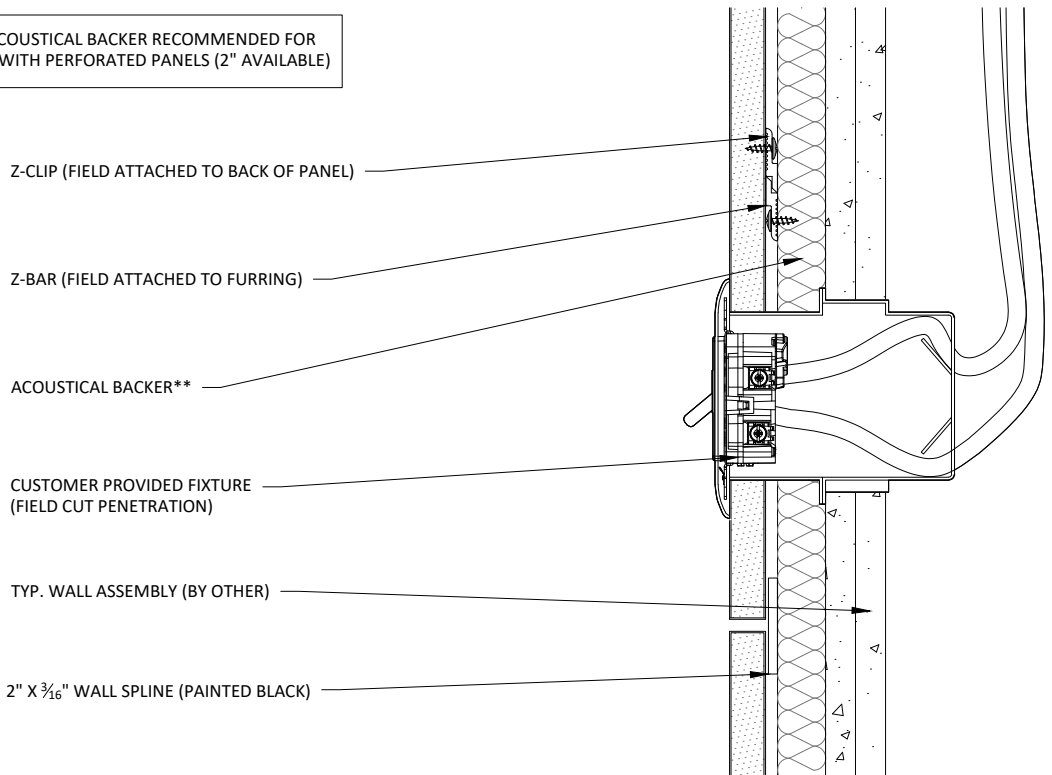 COUSTICAL BACKER RECOMMENDED FOR
WITH PERFORATED PANELS (2" AVAILABLE)
Z-CLIP (FIELD ATTACHED TO BACK OF PANEL)
Z-BAR (FIELD ATTACHED TO FURRING)
ACOUSTICAL BACKER**
CUSTOMER PROVIDED FIXTURE
(FIELD CUT PENETRATION)
TYP. WALL ASSEMBLY (BY OTHER)
2" X 3⁄16" WALL SPLINE (PAINTED BLACK)